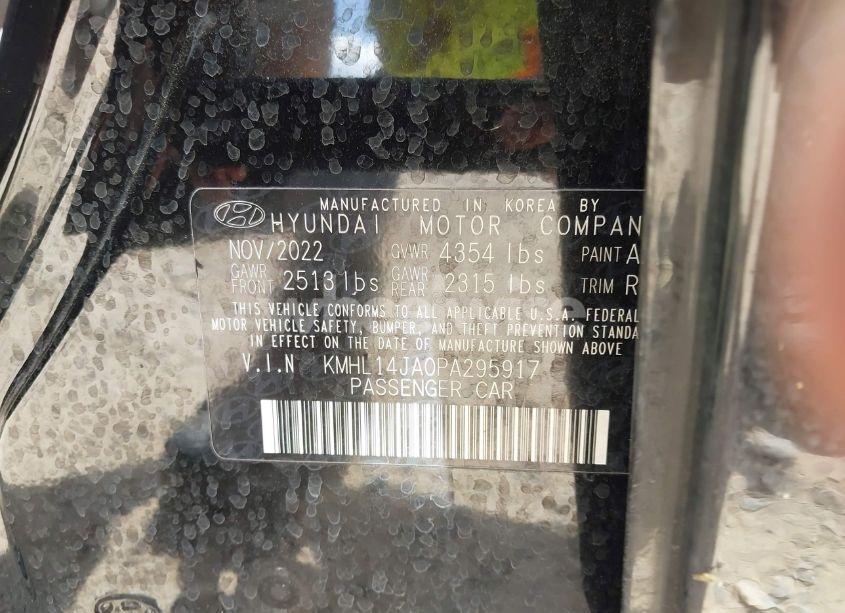 MANUFACTURED IN KOREA BY
HYUNDAI MOTOR COMPAN
NOV/2022 GVWR 4354 lbs PAINT A
GAWR FRONT 2513 lbs GAWR REAR 2315 lbs TRIM R
THIS VEHICLE CONFORMS TO ALL APPLICABLE U.S.A. FEDERAL
MOTOR VEHICLE SAFETY, BUMPER, AND THEFT PREVENTION STANDA
IN EFFECT ON THE DATE OF MANUFACTURE SHOWN ABOVE
V.I.N KMHL14JA0PA295917
PASSENGER CAR